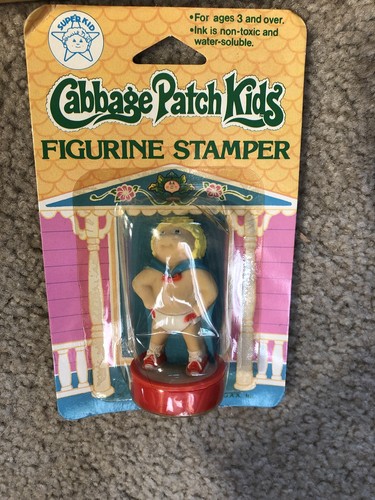 SUPER KID
•For ages 3 and over.
•Ink is non-toxic and
water-soluble.
Cabbage Patch Kids
FIGURINE STAMPER